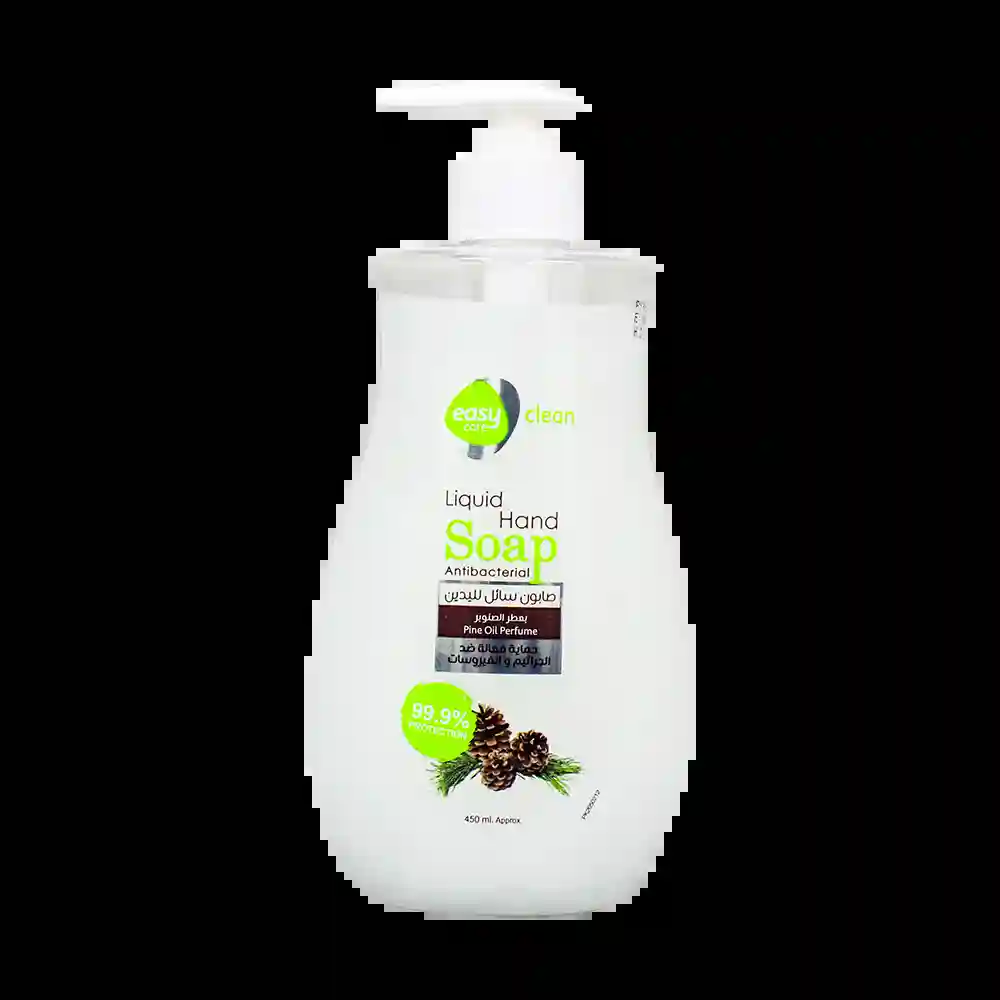 easy
care
clean
Liquid
Hand
Soap
Antibacterial
صابون سائل لليدين
بعطر الصنوبر
Pine Oil Perfume
حماية فعالة ضد
الجراثيم و الفيروسات
99.9%
PROTECTION
450 ml. Approx.